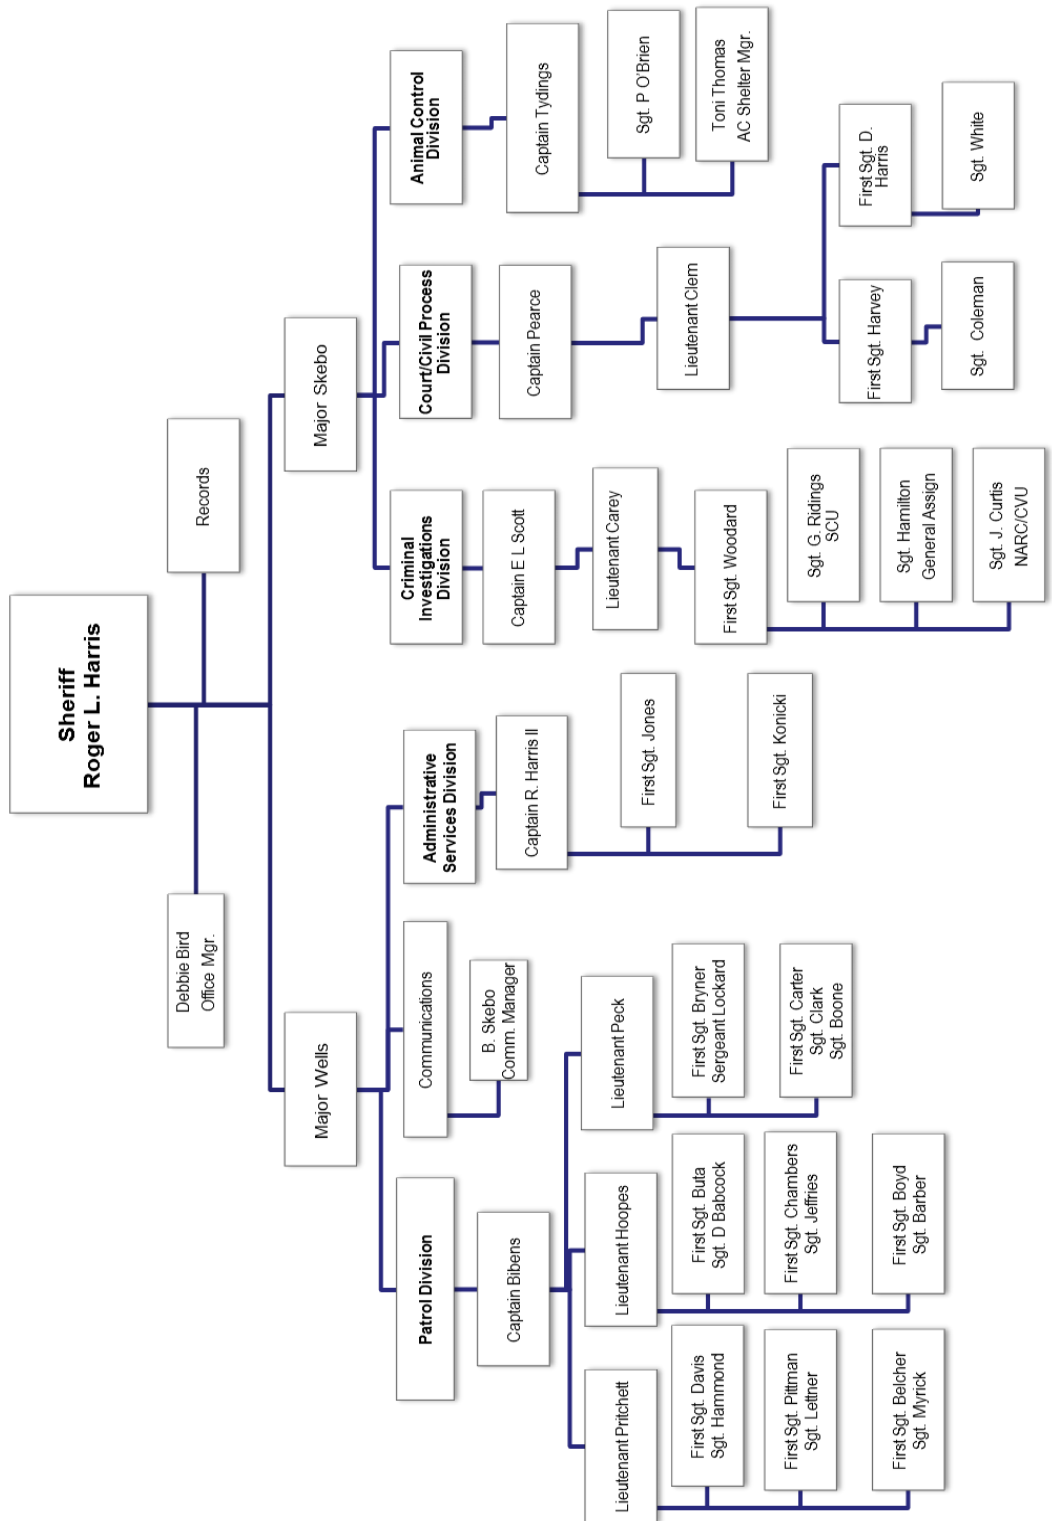 Sheriff
Roger L. Harris
Debbie Bird
Office Mgr.
Records
Major Wells
Major Skebo
Patrol Division
Communications
Administrative
Services Division
Criminal
Investigations
Division
Court/Civil Process
Division
Animal Control
Division
Captain Bibens
B. Skebo
Comm. Manager
Captain R. Harris II
Captain E L Scott
Captain Pearce
Captain Tydings
Lieutenant Pritchett
Lieutenant Hoopes
Lieutenant Peck
First Sgt. Jones
Lieutenant Carey
Lieutenant Clem
Sgt. P O'Brien
First Sgt. Davis
Sgt. Hammond
First Sgt. Buta
Sgt. D Babcock
First Sgt. Bryner
Sergeant Lockard
First Sgt. Konicki
First Sgt. Woodard
Toni Thomas
AC Shelter Mgr.
First Sgt. Pittman
Sgt. Lettner
First Sgt. Chambers
Sgt. Jeffries
First Sgt. Carter
Sgt. Clark
Sgt. Boone
Sgt. G. Ridings
SCU
First Sgt. Harvey
First Sgt. D.
Harris
First Sgt. Belcher
Sgt. Myrick
First Sgt. Boyd
Sgt. Barber
Sgt. Hamilton
General Assign
Sgt. Coleman
Sgt. White
Sgt. J. Curtis
NARC/CVU